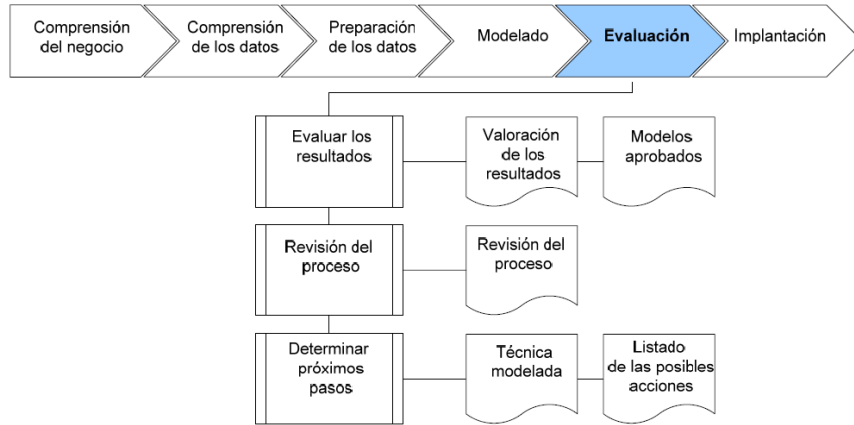 Comprensión
del negocio
Comprensión
de los datos
Preparación
de los datos
Modelado
Evaluación
Implantación
Evaluar los
resultados
Valoración
de los
resultados
Modelos
aprobados
Revisión del
proceso
Revisión del
proceso
Determinar
próximos
pasos
Técnica
modelada
Listado
de las posibles
acciones